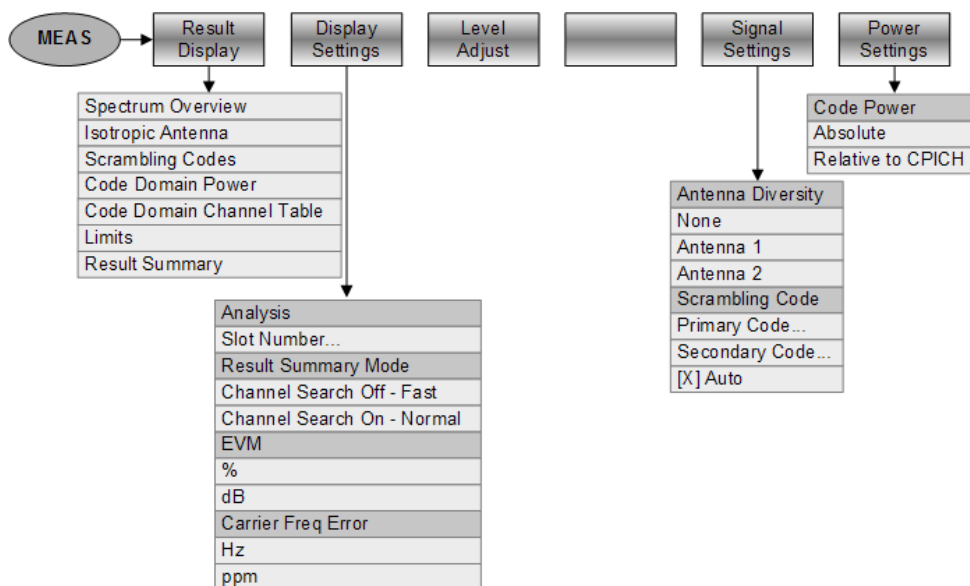 MEAS
Result
Display
Display
Settings
Level
Adjust
Signal
Settings
Power
Settings
Spectrum Overview
Isotropic Antenna
Scrambling Codes
Code Domain Power
Code Domain Channel Table
Limits
Result Summary
Analysis
Slot Number...
Result Summary Mode
Channel Search Off - Fast
Channel Search On - Normal
EVM
%
dB
Carrier Freq Error
Hz
ppm
Antenna Diversity
None
Antenna 1
Antenna 2
Scrambling Code
Primary Code...
Secondary Code...
[X] Auto
Code Power
Absolute
Relative to CPICH